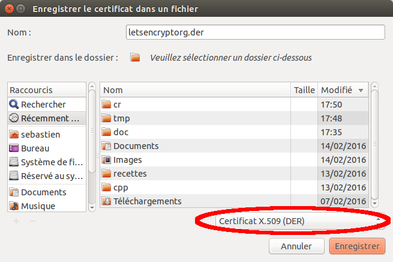 Enregistrer le certificat dans un fichier
Nom : letsencryptorg.der
Enregistrer dans le dossier : Veuillez sélectionner un dossier ci-dessous
Raccourcis
Rechercher
Récemment ...
sebastien
Bureau
Système de fi...
Réservé au sy...
Documents
Musique
Nom Taille Modifié
cr 17:50
tmp 17:48
doc 17:35
Documents 14/02/2016
Images 14/02/2016
recettes 13/02/2016
cpp 13/02/2016
Téléchargements 07/02/2016
Certificat X.509 (DER)
Annuler Enregistrer